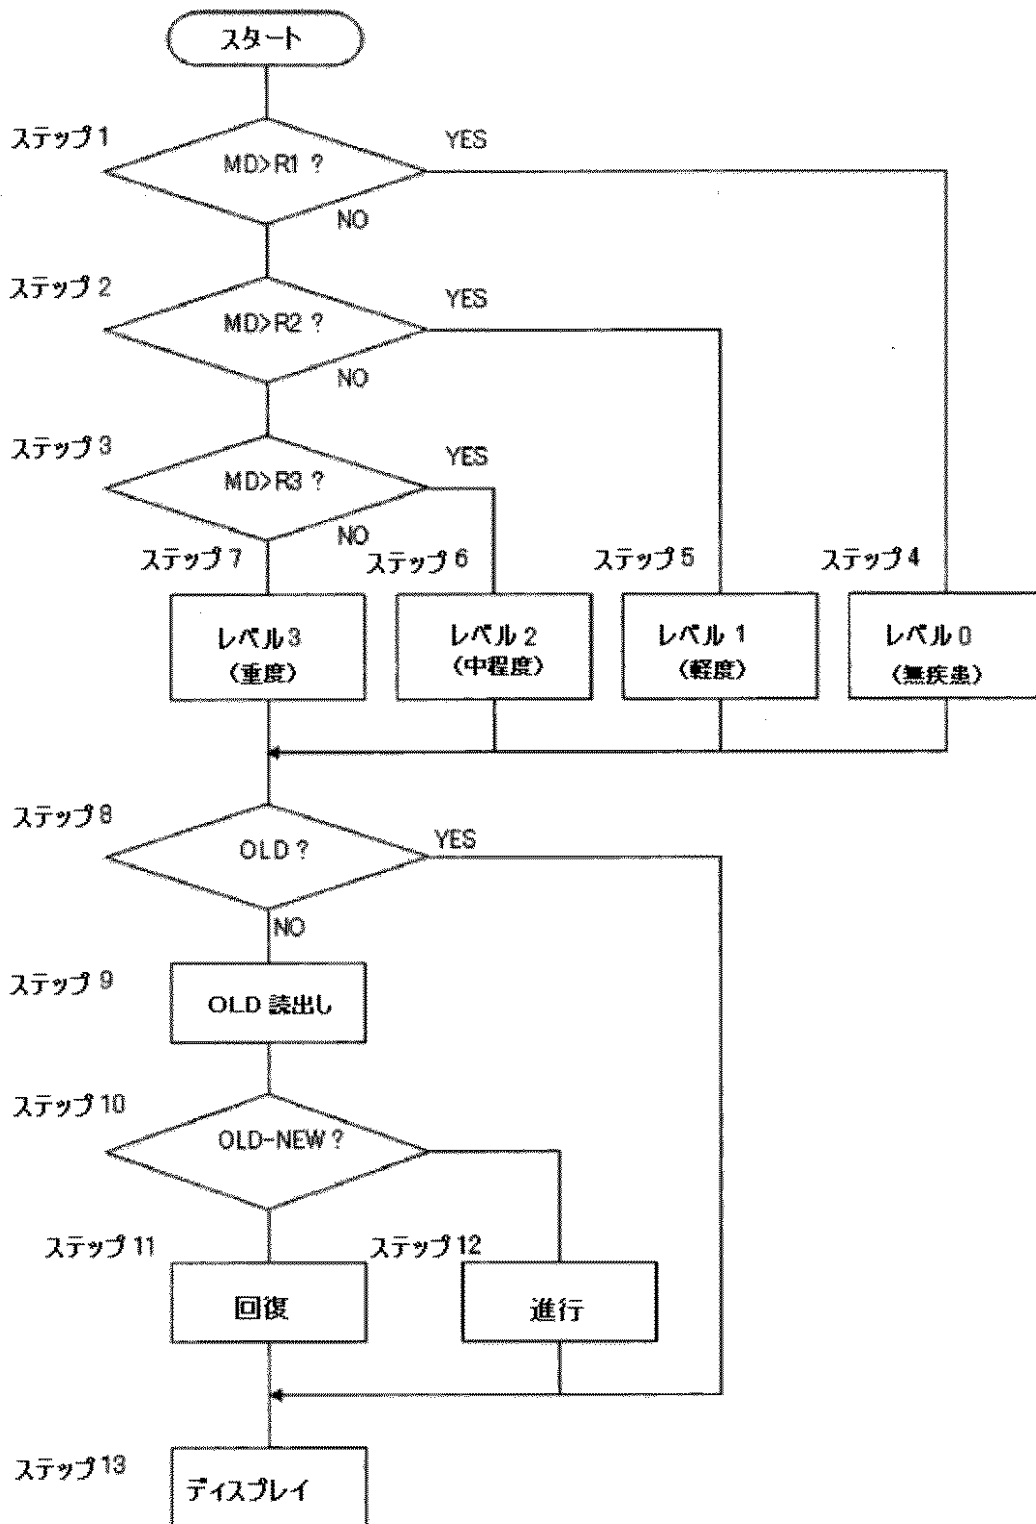 スタート
ステップ 1
MD>R1 ?
YES
NO
ステップ 2
MD>R2 ?
YES
NO
ステップ 3
MD>R3 ?
YES
NO
ステップ 7
ステップ 6
ステップ 5
ステップ 4
レベル 3
（重度）
レベル 2
（中程度）
レベル 1
（軽度）
レベル 0
（無疾患）
ステップ 8
OLD ?
YES
NO
ステップ 9
OLD 読出し
ステップ 10
OLD-NEW ?
ステップ 11
ステップ 12
回復
進行
ステップ 13
ディスプレイ